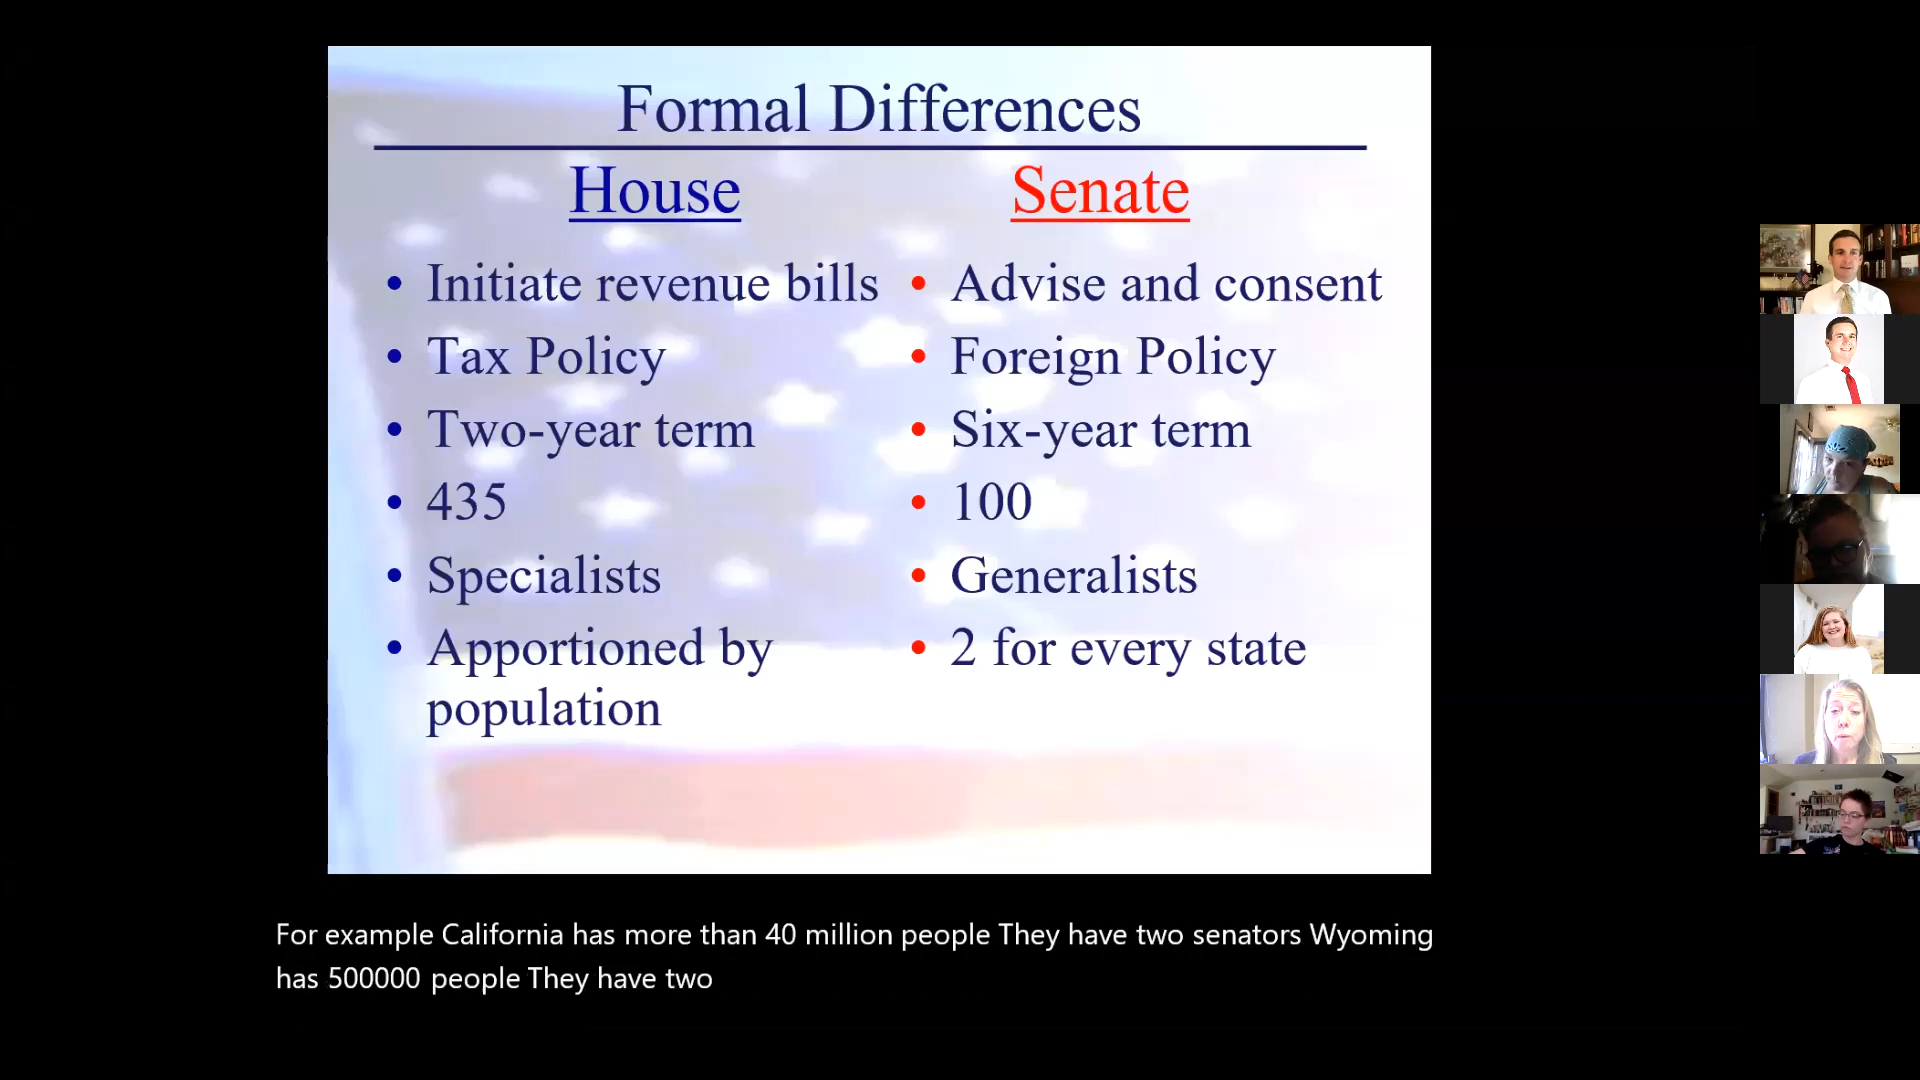 Formal Differences
House
Senate
• Initiate revenue bills
• Tax Policy
• Two-year term
• 435
• Specialists
• Apportioned by
population
• Advise and consent
• Foreign Policy
• Six-year term
• 100
• Generalists
• 2 for every state
For example California has more than 40 million people They have two senators Wyoming
has 500000 people They have two